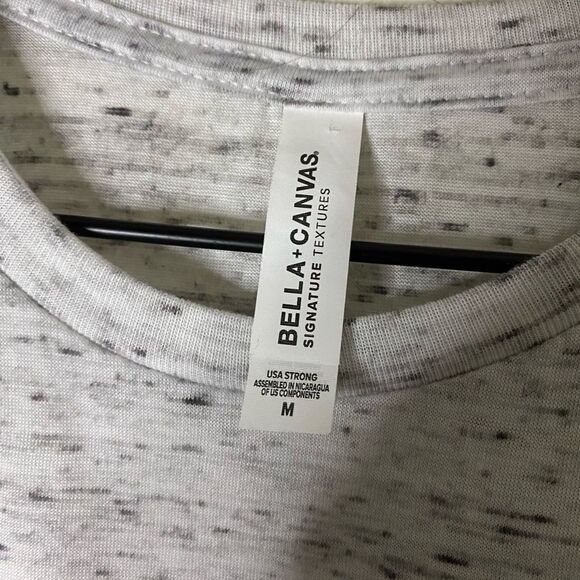 BELLA+CANVAS®
SIGNATURE TEXTURES
USA STRONG
ASSEMBLED IN NICARAGUA
OF US COMPONENTS
M